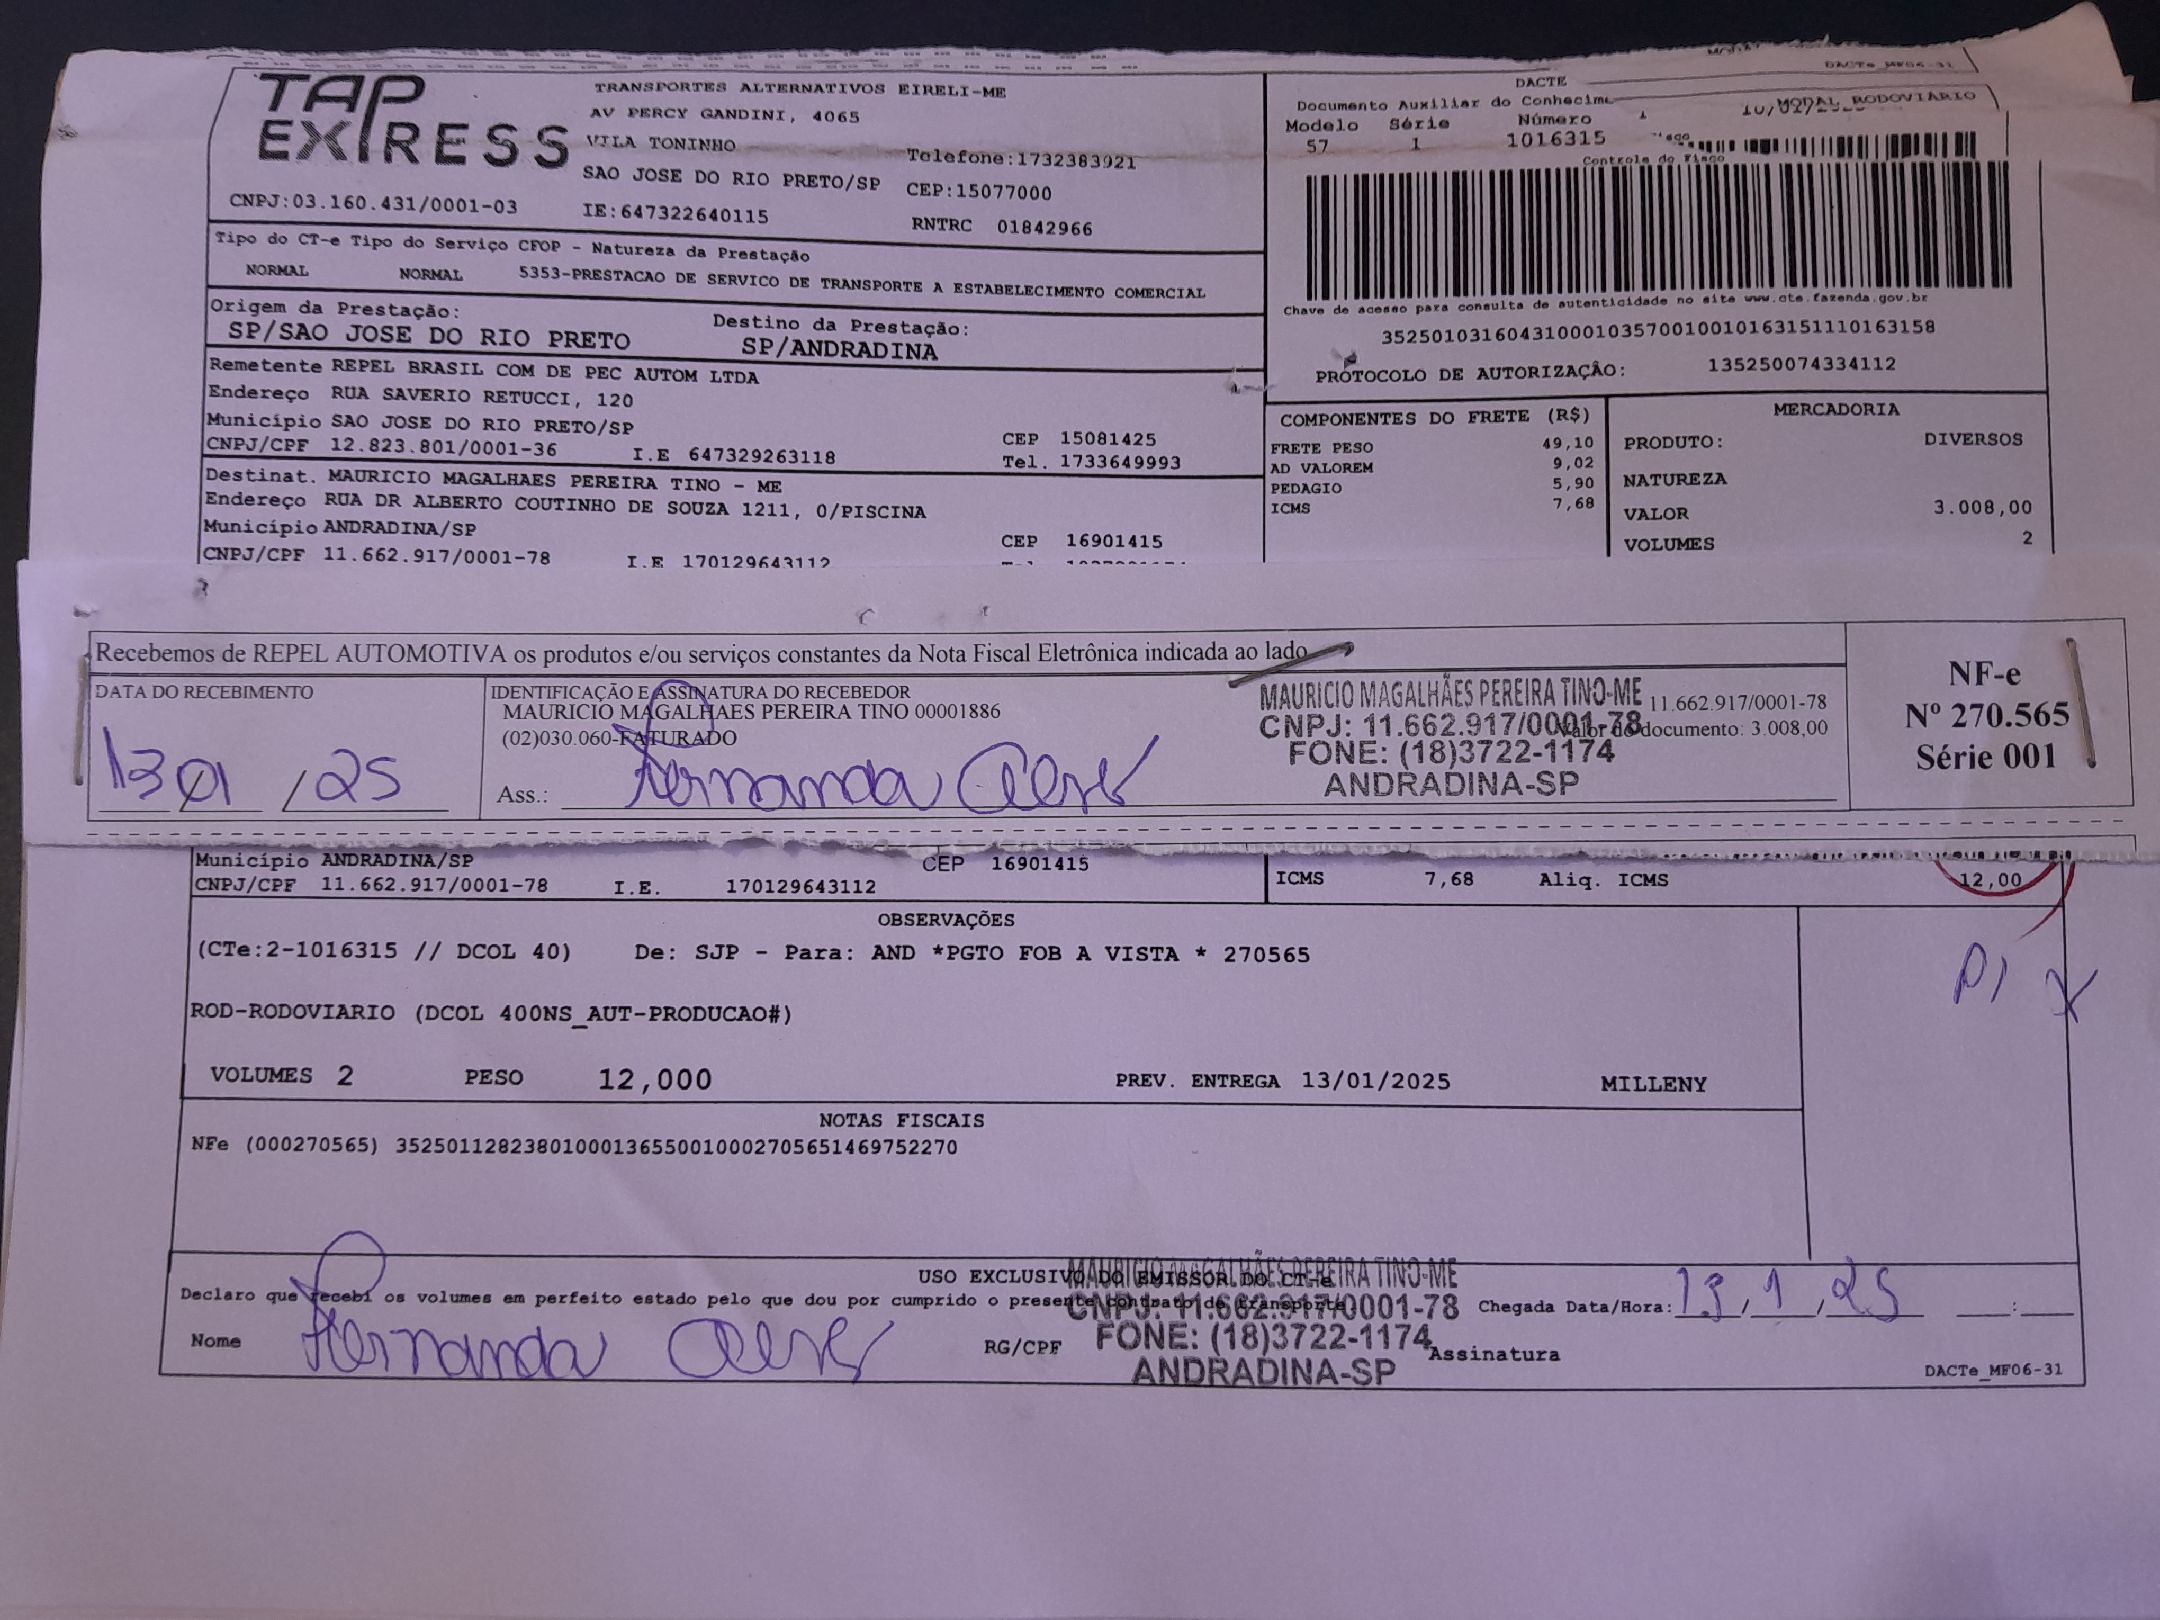 TAP EXPRESS
TRANSPORTES ALTERNATIVOS EIRELI-ME
AV PERCY GANDINI, 4065
VILA TONINHO
Telefone:1732383921
SAO JOSE DO RIO PRETO/SP CEP:15077000
CNPJ:03.160.431/0001-03 IE:647322640115 RNTRC 01842966
DACTE
DACTe_MF06-31
Documento Auxiliar do Conhecim
MODAL RODOVIARIO
Modelo Série Número
57 1 1016315
Controle do Fisco
Tipo do CT-e Tipo do Serviço CFOP - Natureza da Prestação
NORMAL NORMAL 5353-PRESTACAO DE SERVICO DE TRANSPORTE A ESTABELECIMENTO COMERCIAL
Chave de acesso para consulta de autenticidade no site www.cte.fazenda.gov.br
35250103160431000103570010010163151110163158
PROTOCOLO DE AUTORIZAÇÃO: 135250074334112
Origem da Prestação: Destino da Prestação:
SP/SAO JOSE DO RIO PRETO SP/ANDRADINA
Remetente REPEL BRASIL COM DE PEC AUTOM LTDA
Endereço RUA SAVERIO RETUCCI, 120
Município SAO JOSE DO RIO PRETO/SP CEP 15081425
CNPJ/CPF 12.823.801/0001-36 I.E 647329263118 Tel. 1733649993
Destinat. MAURICIO MAGALHAES PEREIRA TINO - ME
Endereço RUA DR ALBERTO COUTINHO DE SOUZA 1211, 0/PISCINA
Município ANDRADINA/SP CEP 16901415
CNPJ/CPF 11.662.917/0001-78 I.E 170129643112
COMPONENTES DO FRETE (R$)
FRETE PESO 49,10
AD VALOREM 9,02
PEDAGIO 5,90
ICMS 7,68
MERCADORIA
PRODUTO: DIVERSOS
NATUREZA
VALOR 3.008,00
VOLUMES 2
Recebemos de REPEL AUTOMOTIVA os produtos e/ou serviços constantes da Nota Fiscal Eletrônica indicada ao lado
DATA DO RECEBIMENTO
13 01 / 25
IDENTIFICAÇÃO E ASSINATURA DO RECEBEDOR
MAURICIO MAGALHAES PEREIRA TINO 00001886 11.662.917/0001-78
(02)030.060-FATURADO Valor do documento: 3.008,00
Ass.: Fernanda
MAURICIO MAGALHÃES PEREIRA TINO-ME
CNPJ: 11.662.917/0001-78
FONE: (18)3722-1174
ANDRADINA-SP
NF-e
Nº 270.565
Série 001
Município ANDRADINA/SP CEP 16901415
CNPJ/CPF 11.662.917/0001-78 I.E. 170129643112
ICMS 7,68 Aliq. ICMS 12,00
OBSERVAÇÕES
(CTe:2-1016315 // DCOL 40) De: SJP - Para: AND *PGTO FOB A VISTA * 270565
ROD-RODOVIARIO (DCOL 400NS_AUT-PRODUCAO#)
VOLUMES 2 PESO 12,000 PREV. ENTREGA 13/01/2025 MILLENY
NOTAS FISCAIS
NFe (000270565) 35250112823801000136550010002705651469752270
USO EXCLUSIVO DO EMISSOR DO CT-e
Declaro que recebi os volumes em perfeito estado pelo que dou por cumprido o presente contrato de transporte
Chegada Data/Hora: 13 / 1 / 25 :
Nome Fernanda RG/CPF Assinatura
MAURICIO MAGALHÃES PEREIRA TINO-ME
CNPJ: 11.662.917/0001-78
FONE: (18)3722-1174
ANDRADINA-SP
DACTe_MF06-31